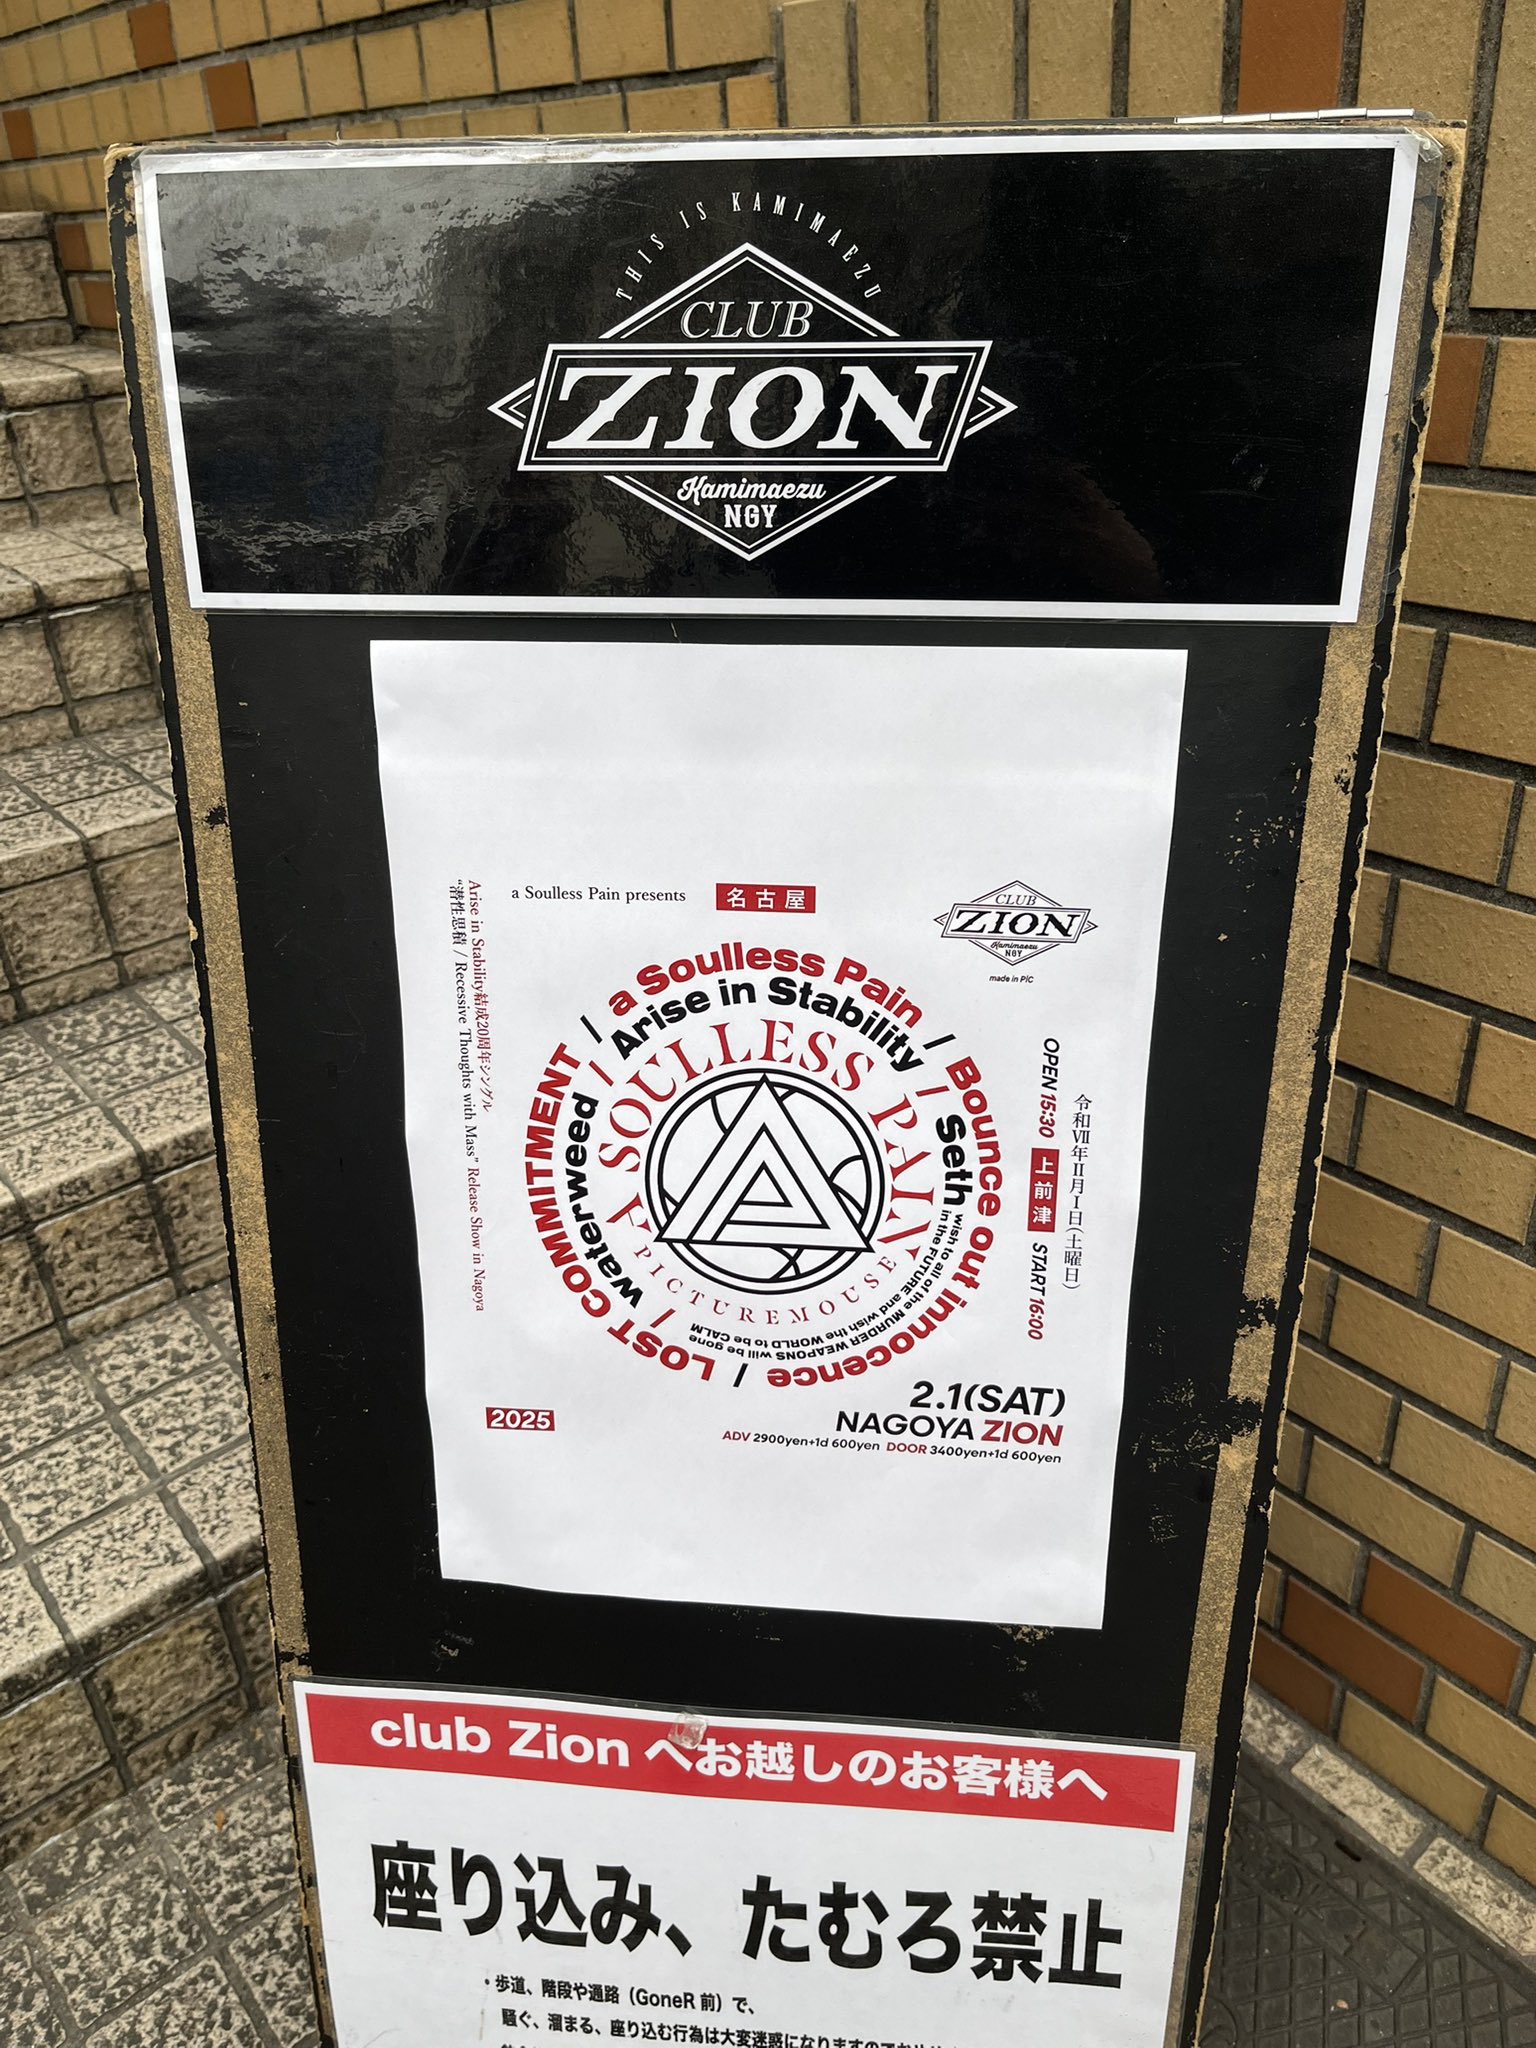 THIS IS KAMIMAEZU
CLUB
ZION
Kamimaezu
NGY
a Soulless Pain presents
名古屋
CLUB
ZION
Kamimaezu
NGY
made in PiC
Arise in Stability結成20周年シングル
“潜性思積 / Recessive Thoughts with Mass” Release Show in Nagoya
a Soulless Pain / Bounce out innocence / LOST COMMITMENT /
Arise in Stability / Seth wish to all of the MURDER WEAPONS will be gone
in the FUTURE and wish the WORLD to be CALM / waterweed /
A SOULLESS PAIN
PICTUREMOUSE
令和Ⅶ年Ⅱ月Ⅰ日(土曜日)
OPEN 15:30 上前津 START 16:00
2025
2.1(SAT)
NAGOYA ZION
ADV 2900yen+1d 600yen DOOR 3400yen+1d 600yen
club Zion へお越しのお客様へ
座り込み、たむろ禁止
・歩道、階段や通路（GoneR 前）で、
騒ぐ、溜まる、座り込む行為は大変迷惑になりますので